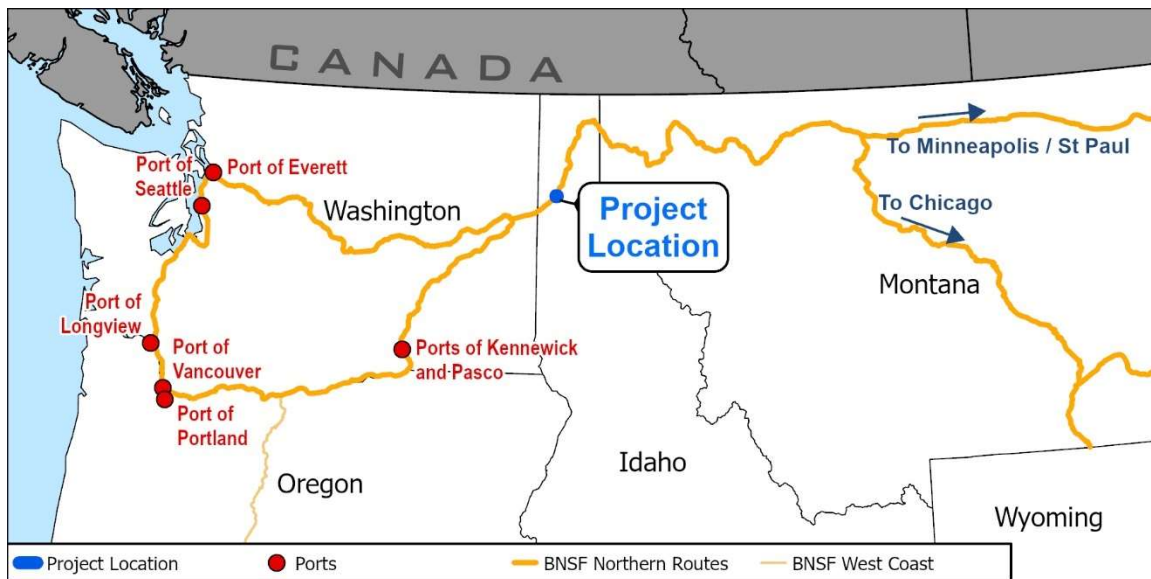 CANADA
Port of
Seattle
Port of Everett
Washington
To Minneapolis / St Paul
Project
Location
To Chicago
Montana
Port of
Longview
Port of
Vancouver
Ports of Kennewick
and Pasco
Port of
Portland
Oregon
Idaho
Wyoming
Project Location
Ports
BNSF Northern Routes
BNSF West Coast